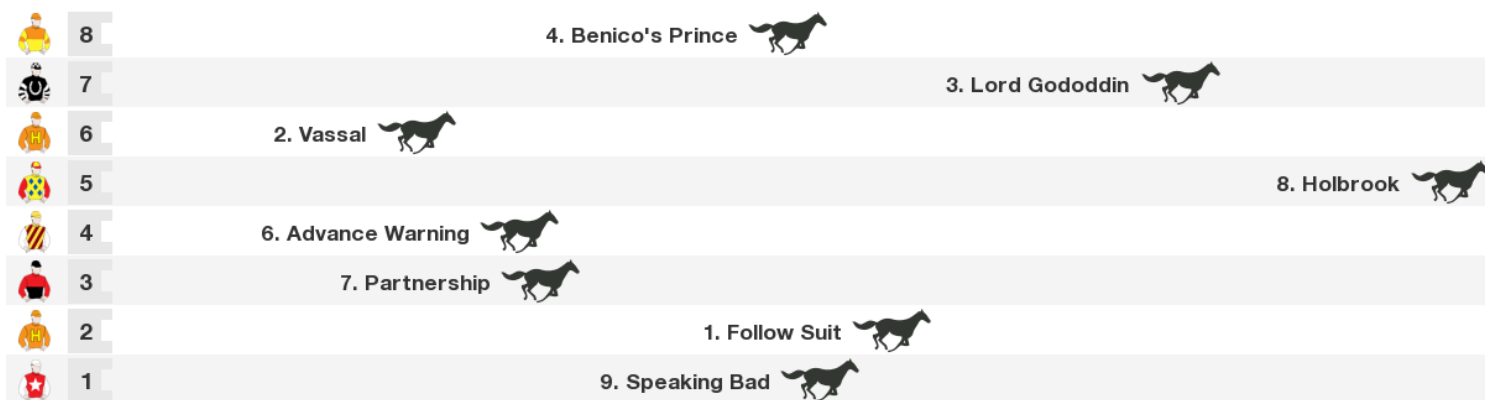 8 4. Benico's Prince
7 3. Lord Gododdin
H 6 2. Vassal
5 8. Holbrook
4 6. Advance Warning
3 7. Partnership
H 2 1. Follow Suit
1 9. Speaking Bad